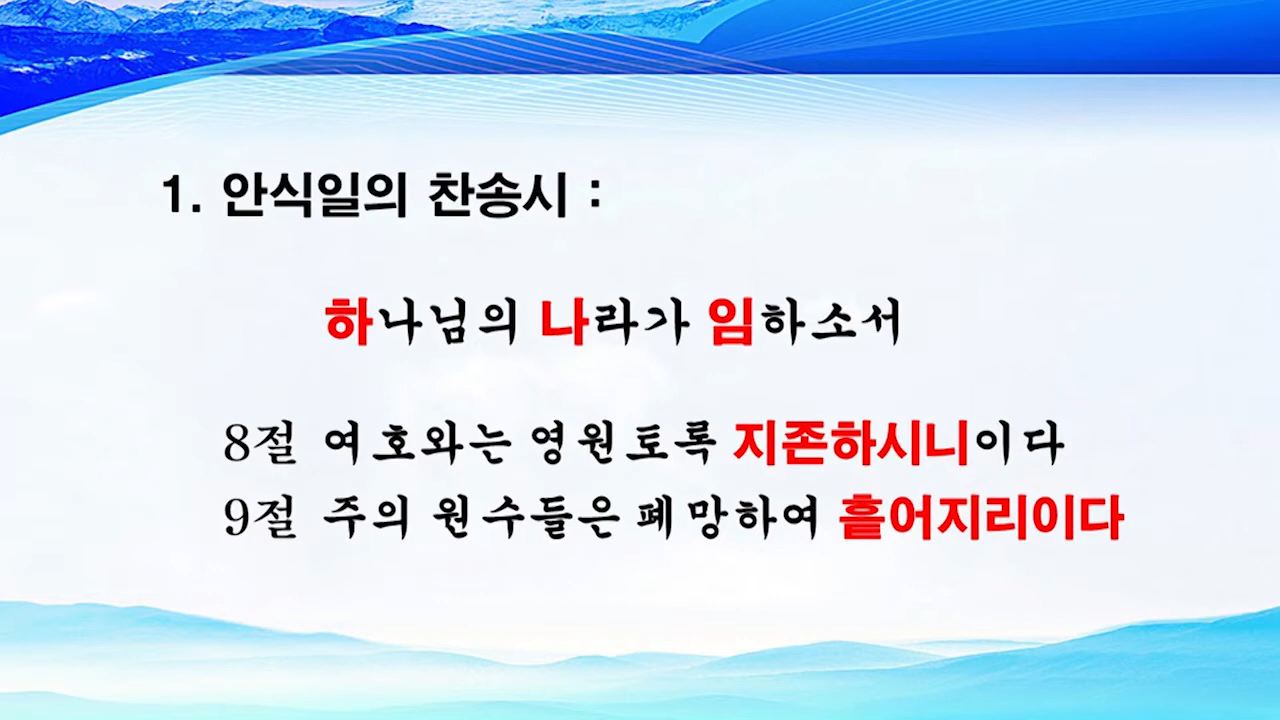 1. 안식일의 찬송시 :
하나님의 나라가 임하소서
8절 여호와는 영원토록 지존하시니이다
9절 주의 원수들은 폐망하여 흩어지리이다